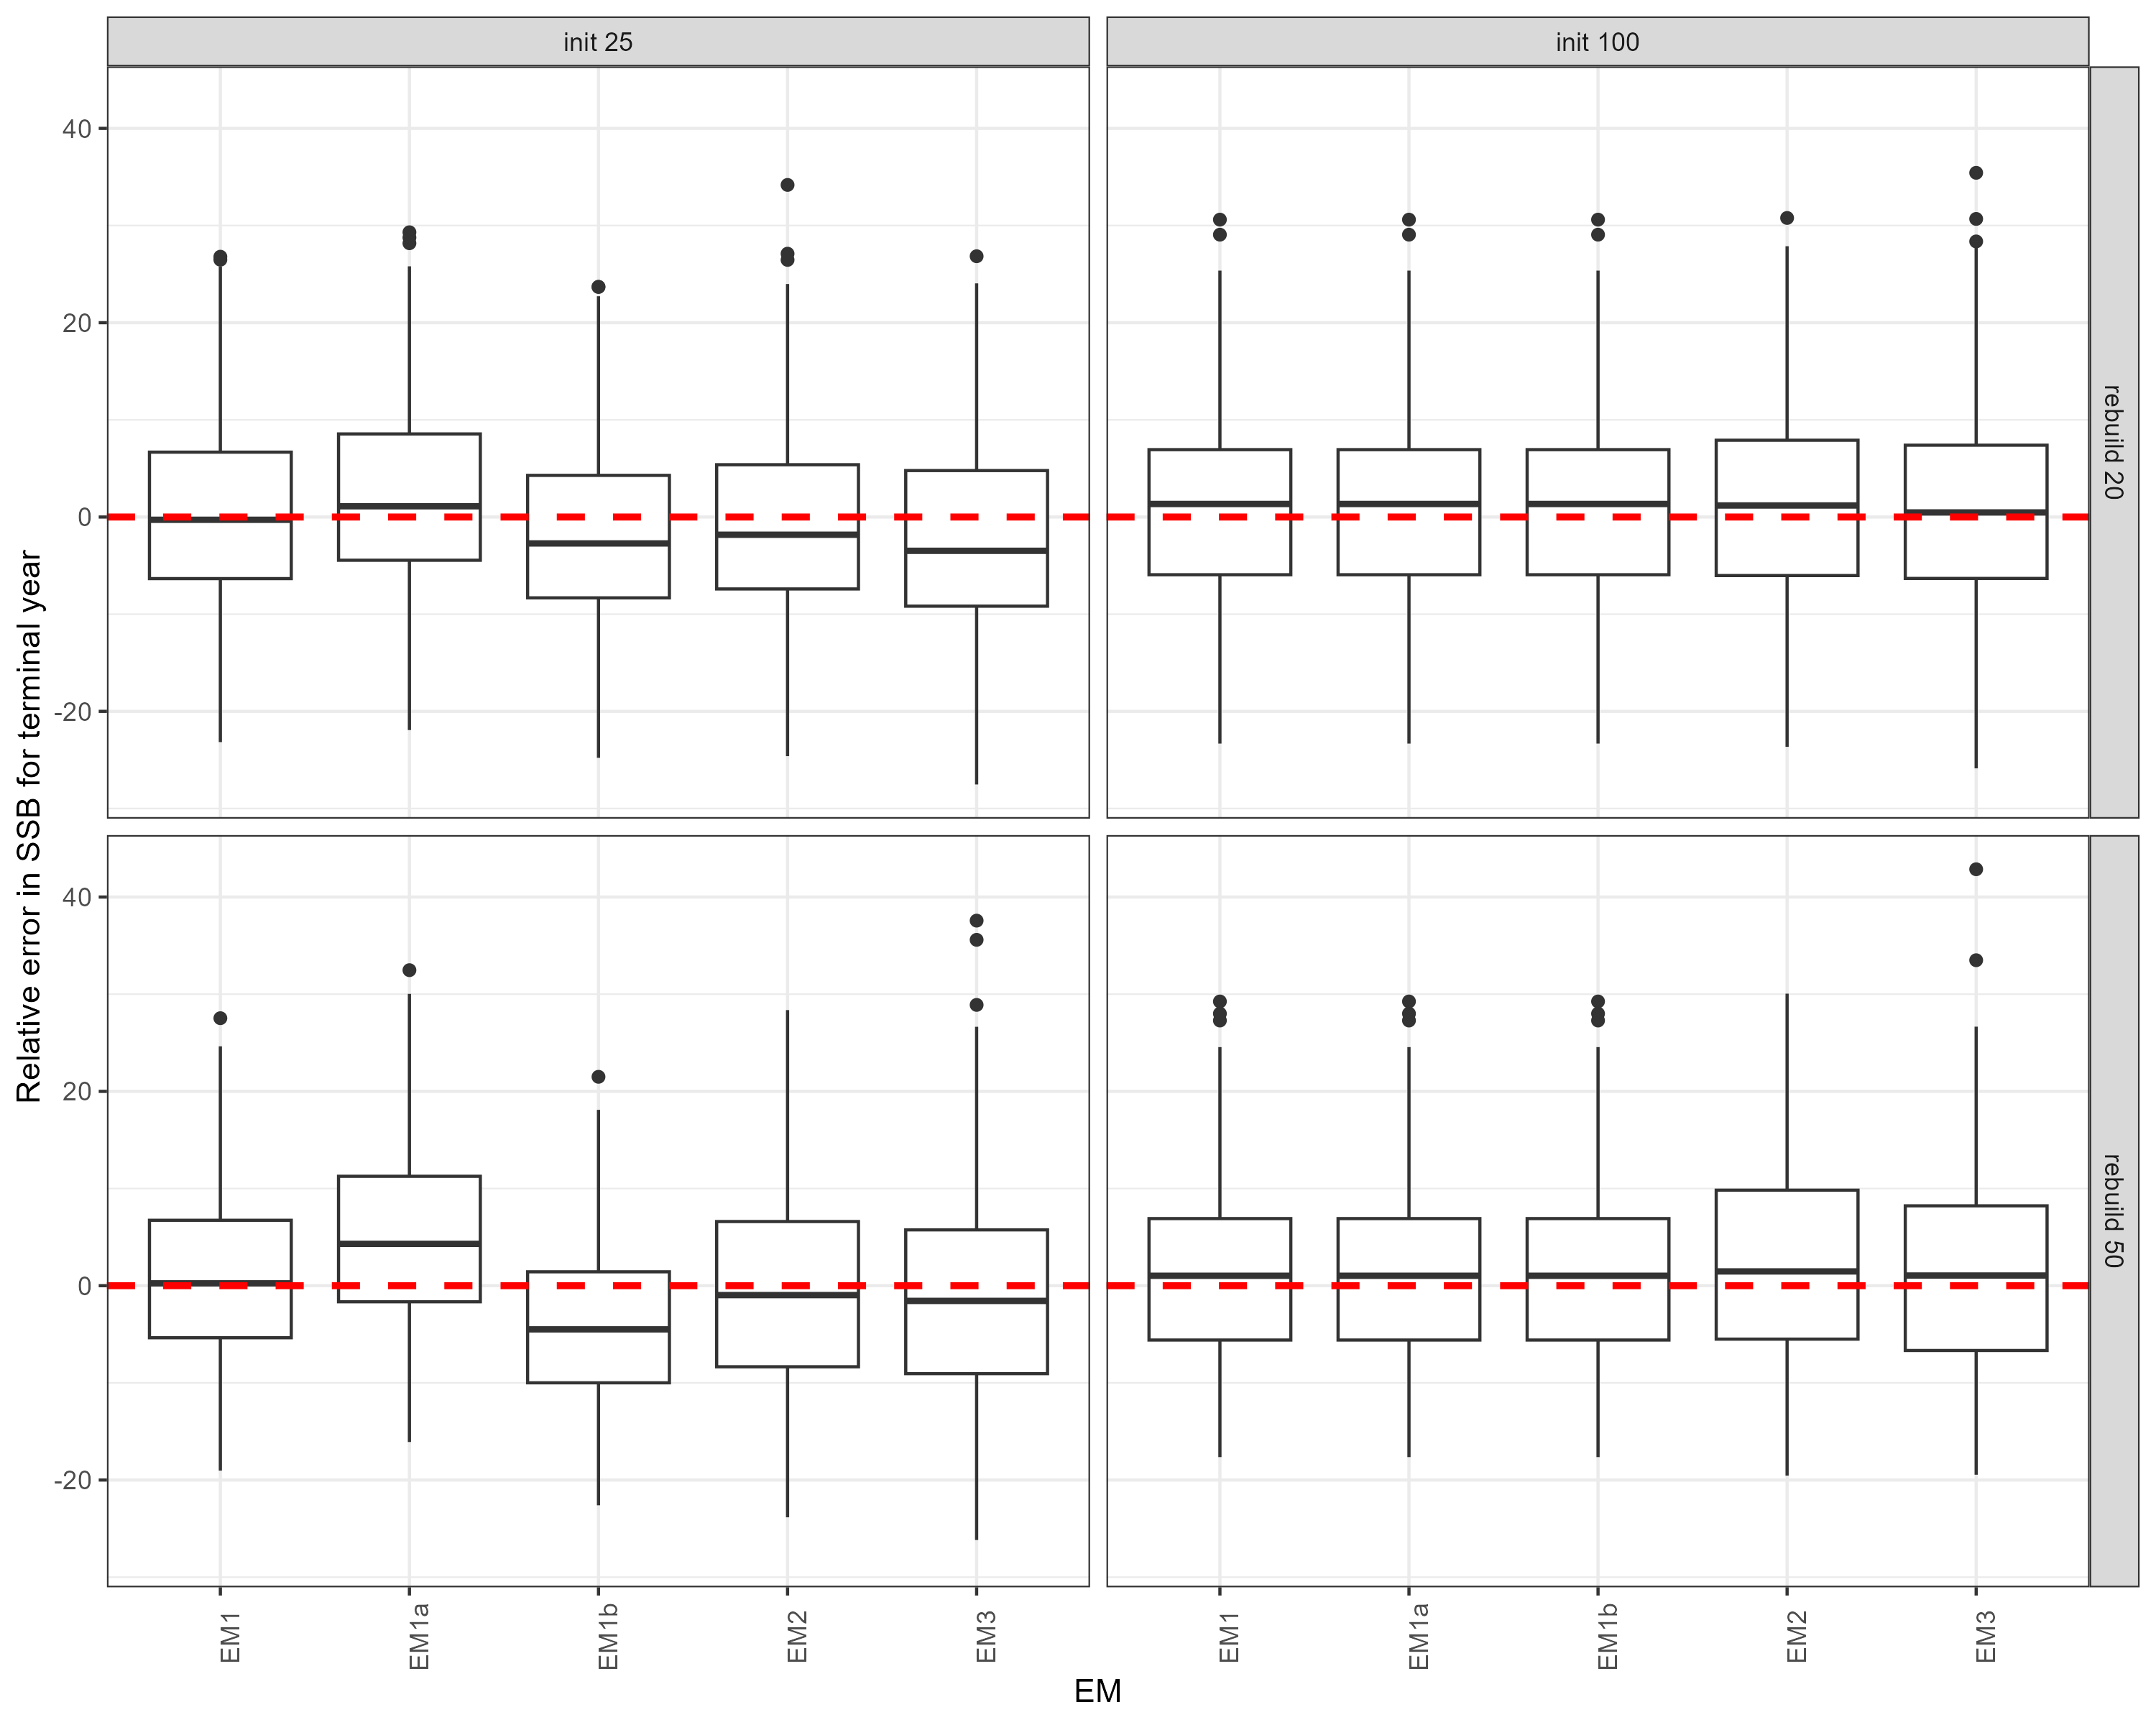 init 25
init 100
40
20
0
-20
rebuild 20
40
20
0
-20
rebuild 50
Relative error in SSB for terminal year
EM1
EM1a
EM1b
EM2
EM3
EM1
EM1a
EM1b
EM2
EM3
EM